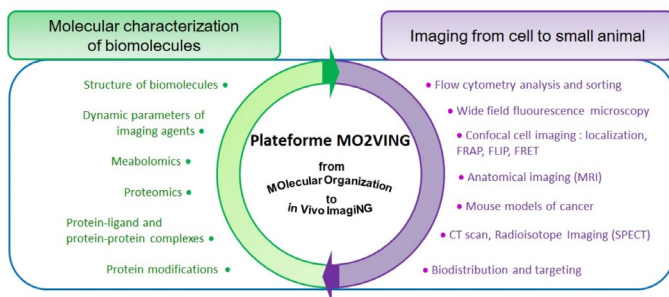 Molecular characterization
of biomolecules
Imaging from cell to small animal
Structure of biomolecules
Dynamic parameters of
imaging agents
Meabolomics
Proteomics
Protein-ligand and
protein-protein complexes
Protein modifications
Plateforme MO2VING
from
MOlecular Organization
to
in Vivo ImagiNG
Flow cytometry analysis and sorting
Wide field fluourescence microscopy
Confocal cell imaging : localization,
FRAP, FLIP, FRET
Anatomical imaging (MRI)
Mouse models of cancer
CT scan, Radioisotope Imaging (SPECT)
Biodistribution and targeting